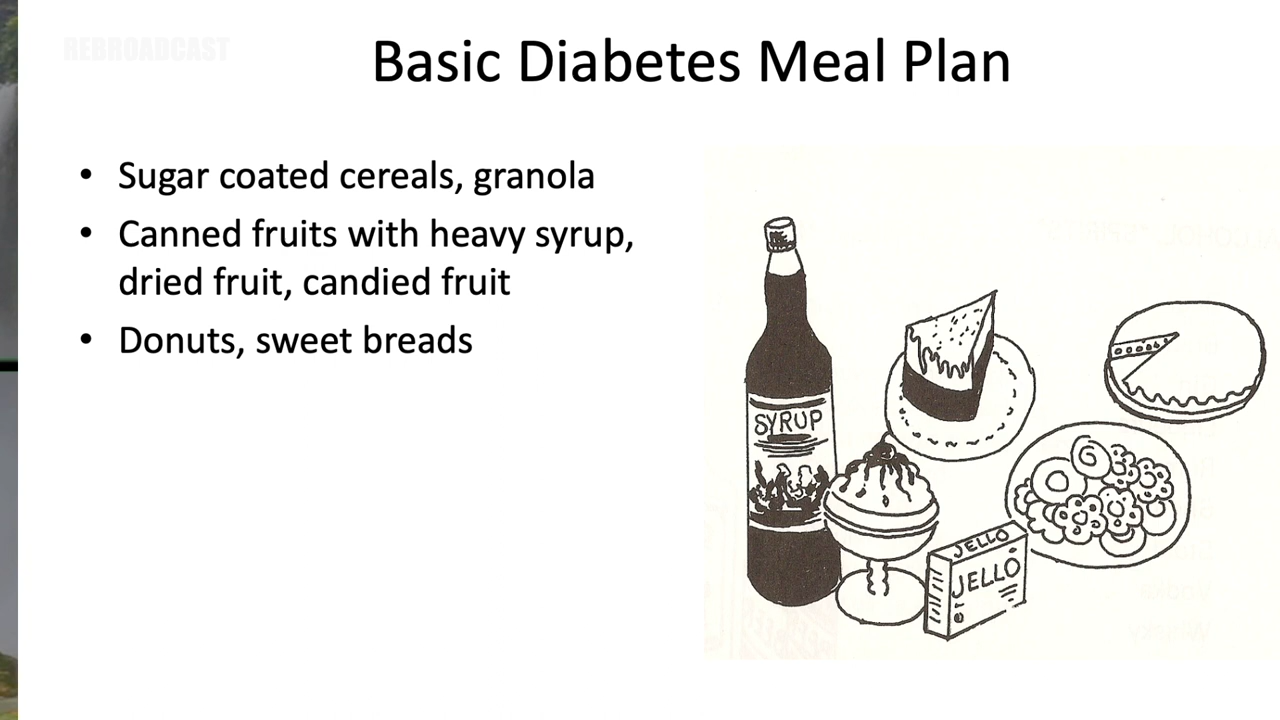 REBROADCAST
Basic Diabetes Meal Plan
• Sugar coated cereals, granola
• Canned fruits with heavy syrup,
dried fruit, candied fruit
• Donuts, sweet breads
SYRUP
JELLO
JELLO